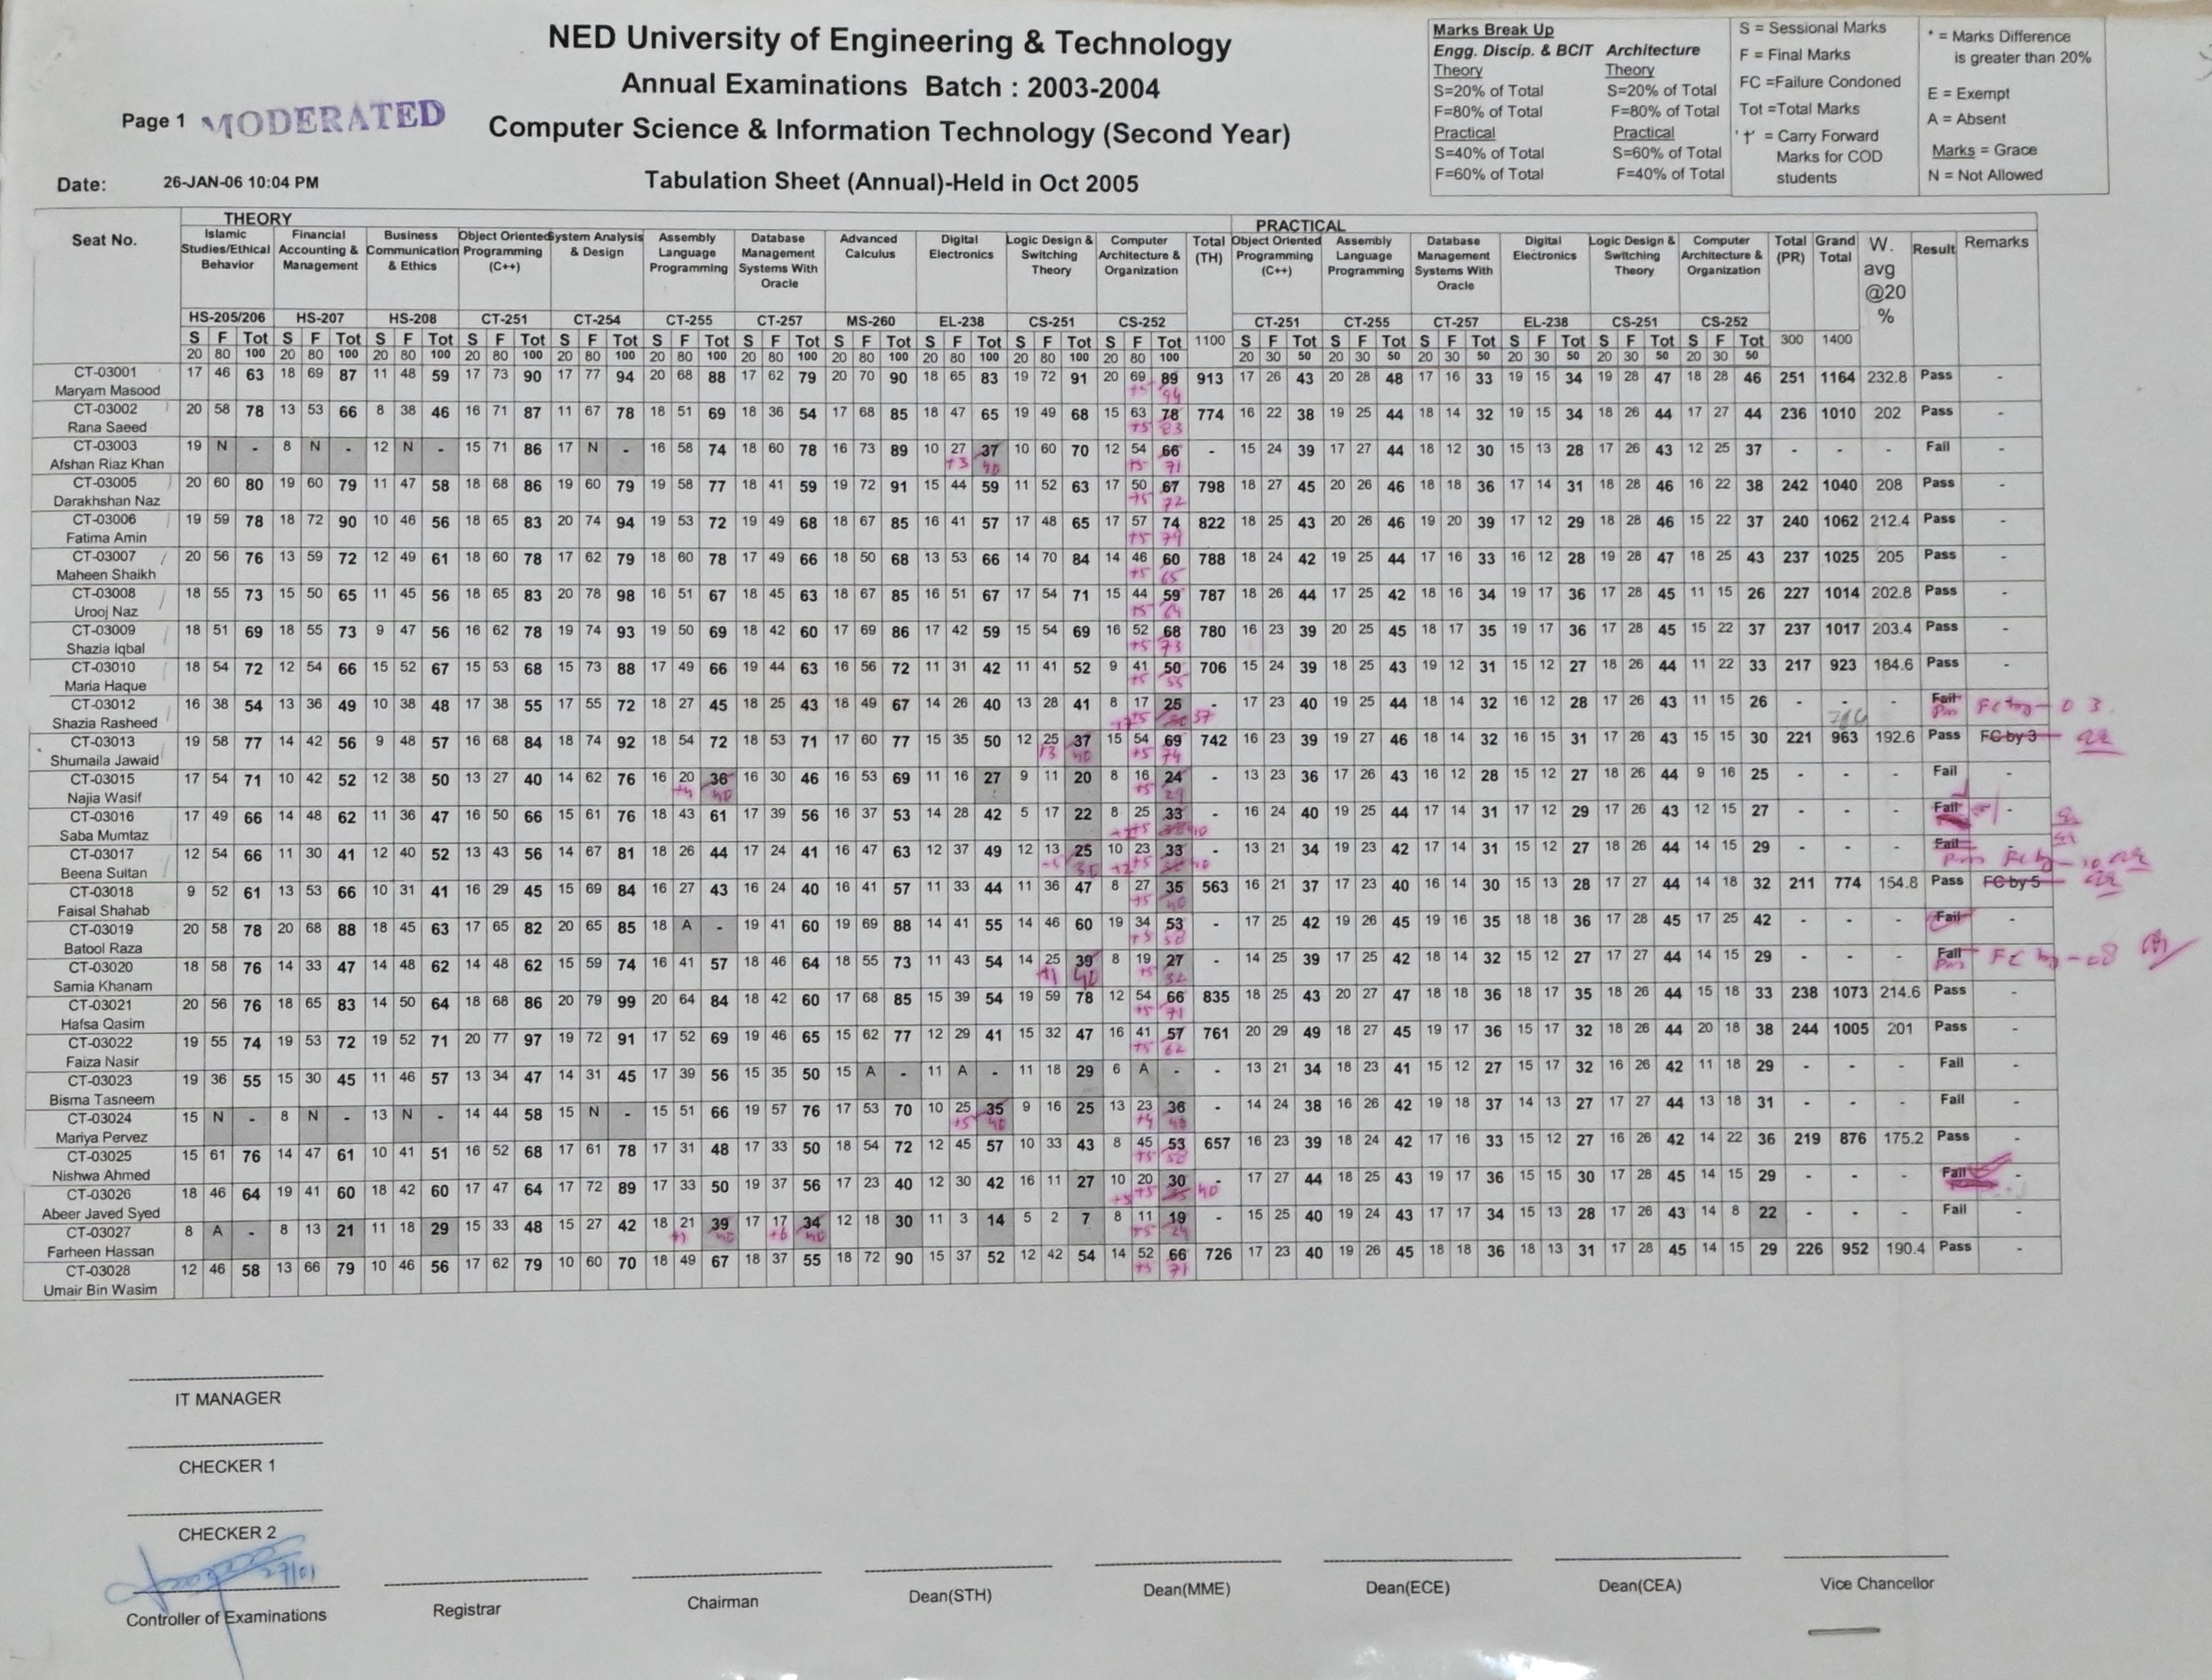 NED University of Engineering & Technology
Annual Examinations Batch : 2003-2004
Computer Science & Information Technology (Second Year)
Tabulation Sheet (Annual)-Held in Oct 2005
Page 1 MODERATED
Date: 26-JAN-06 10:04 PM
Marks Break Up
Engg. Discip. & BCIT Architecture
Theory Theory
S=20% of Total S=20% of Total
F=80% of Total F=80% of Total
Practical Practical
S=40% of Total S=60% of Total
F=60% of Total F=40% of Total
S = Sessional Marks
F = Final Marks
FC =Failure Condoned
Tot =Total Marks
'†' = Carry Forward
Marks for COD
students
* = Marks Difference
is greater than 20%
E = Exempt
A = Absent
Marks = Grace
N = Not Allowed
THEORY PRACTICAL
Seat No. Islamic Studies/Ethical Behavior Financial Accounting & Management Business Communication & Ethics Object Oriented Programming (C++) System Analysis & Design Assembly Language Programming Database Management Systems With Oracle Advanced Calculus Digital Electronics Logic Design & Switching Theory Computer Architecture & Organization Total (TH) Object Oriented Programming (C++) Assembly Language Programming Database Management Systems With Oracle Digital Electronics Logic Design & Switching Theory Computer Architecture & Organization Total (PR) Grand Total W. avg @20 % Result Remarks
HS-205/206 HS-207 HS-208 CT-251 CT-254 CT-255 CT-257 MS-260 EL-238 CS-251 CS-252 CT-251 CT-255 CT-257 EL-238 CS-251 CS-252
S F Tot S F Tot S F Tot S F Tot S F Tot S F Tot S F Tot S F Tot S F Tot S F Tot S F Tot 1100 S F Tot S F Tot S F Tot S F Tot S F Tot S F Tot 300 1400
20 80 100 20 80 100 20 80 100 20 80 100 20 80 100 20 80 100 20 80 100 20 80 100 20 80 100 20 80 100 20 80 100 20 30 50 20 30 50 20 30 50 20 30 50 20 30 50 20 30 50
CT-03001 17 46 63 18 69 87 11 48 59 17 73 90 17 77 94 20 68 88 17 62 79 20 70 90 18 65 83 19 72 91 20 69 89 913 17 26 43 20 28 48 17 16 33 19 15 34 19 28 47 18 28 46 251 1164 232.8 Pass -
Maryam Masood +5 94
CT-03002 20 58 78 13 53 66 8 38 46 16 71 87 11 67 78 18 51 69 18 36 54 17 68 85 18 47 65 19 49 68 15 63 78 774 16 22 38 19 25 44 18 14 32 19 15 34 18 26 44 17 27 44 236 1010 202 Pass -
Rana Saeed +5 83
CT-03003 19 N - 8 N - 12 N - 15 71 86 17 N - 16 58 74 18 60 78 16 73 89 10 27 37 10 60 70 12 54 66 - 15 24 39 17 27 44 18 12 30 15 13 28 17 26 43 12 25 37 - - - Fail -
Afshan Riaz Khan +3 40 +5 71
CT-03005 20 60 80 19 60 79 11 47 58 18 68 86 19 60 79 19 58 77 18 41 59 19 72 91 15 44 59 11 52 63 17 50 67 798 18 27 45 20 26 46 18 18 36 17 14 31 18 28 46 16 22 38 242 1040 208 Pass -
Darakhshan Naz +5 72
CT-03006 19 59 78 18 72 90 10 46 56 18 65 83 20 74 94 19 53 72 19 49 68 18 67 85 16 41 57 17 48 65 17 57 74 822 18 25 43 20 26 46 19 20 39 17 12 29 18 28 46 15 22 37 240 1062 212.4 Pass -
Fatima Amin +5 79
CT-03007 20 56 76 13 59 72 12 49 61 18 60 78 17 62 79 18 60 78 17 49 66 18 50 68 13 53 66 14 70 84 14 46 60 788 18 24 42 19 25 44 17 16 33 16 12 28 19 28 47 18 25 43 237 1025 205 Pass -
Maheen Shaikh +5 65
CT-03008 18 55 73 15 50 65 11 45 56 18 65 83 20 78 98 16 51 67 18 45 63 18 67 85 16 51 67 17 54 71 15 44 59 787 18 26 44 17 25 42 18 16 34 19 17 36 17 28 45 11 15 26 227 1014 202.8 Pass -
Urooj Naz +5 64
CT-03009 18 51 69 18 55 73 9 47 56 16 62 78 19 74 93 19 50 69 18 42 60 17 69 86 17 42 59 15 54 69 16 52 68 780 16 23 39 20 25 45 18 17 35 19 17 36 17 28 45 15 22 37 237 1017 203.4 Pass -
Shazia Iqbal +5 73
CT-03010 18 54 72 12 54 66 15 52 67 15 53 68 15 73 88 17 49 66 19 44 63 16 56 72 11 31 42 11 41 52 9 41 50 706 15 24 39 18 25 43 19 12 31 15 12 27 18 26 44 11 22 33 217 923 184.6 Pass -
Maria Haque +5 55
CT-03012 16 38 54 13 36 49 10 38 48 17 38 55 17 55 72 18 27 45 18 25 43 18 49 67 14 26 40 13 28 41 8 17 25 - 17 23 40 19 25 44 18 14 32 16 12 28 17 26 43 11 15 26 - - - Fail FC by - 03
Shazia Rasheed +5 37
CT-03013 19 58 77 14 42 56 9 48 57 16 68 84 18 74 92 18 54 72 18 53 71 17 60 77 15 35 50 12 25 37 15 54 69 742 16 23 39 19 27 46 18 14 32 16 15 31 17 26 43 15 15 30 221 963 192.6 Pass FC by 3
Shumaila Jawaid +3 40 +5 74
CT-03015 17 54 71 10 42 52 12 38 50 13 27 40 14 62 76 16 20 36 16 30 46 16 53 69 11 16 27 9 11 20 8 16 24 - 13 23 36 17 26 43 16 12 28 15 12 27 18 26 44 9 16 25 - - - Fail -
Najia Wasif +4 40 +5 29
CT-03016 17 49 66 14 48 62 11 36 47 16 50 66 15 61 76 18 43 61 17 39 56 16 37 53 14 28 42 5 17 22 8 25 33 - 16 24 40 19 25 44 17 14 31 17 12 29 17 26 43 12 15 27 - - - Fail
Saba Mumtaz +2+5 38 40
CT-03017 12 54 66 11 30 41 12 40 52 13 43 56 14 67 81 18 26 44 17 24 41 16 47 63 12 37 49 12 13 25 10 23 33 - 13 21 34 19 23 42 17 14 31 15 12 27 18 26 44 14 15 29 - - - Fail - FC by - 10
Beena Sultan 30 +2+5 40
CT-03018 9 52 61 13 53 66 10 31 41 16 29 45 15 69 84 16 27 43 16 24 40 16 41 57 11 33 44 11 36 47 8 27 35 563 16 21 37 17 23 40 16 14 30 15 13 28 17 27 44 14 18 32 211 774 154.8 Pass FC by 5
Faisal Shahab +5 40
CT-03019 20 58 78 20 68 88 18 45 63 17 65 82 20 65 85 18 A - 19 41 60 19 69 88 14 41 55 14 46 60 19 34 53 - 17 25 42 19 26 45 19 16 35 18 18 36 17 28 45 17 25 42 - - - Fail -
Batool Raza +5 58
CT-03020 18 58 76 14 33 47 14 48 62 14 48 62 15 59 74 16 41 57 18 46 64 18 55 73 11 43 54 14 25 39 8 19 27 - 14 25 39 17 25 42 18 14 32 15 12 27 17 27 44 14 15 29 - - - Fail FC by - 08
Samia Khanam +1 40 +5 32
CT-03021 20 56 76 18 65 83 14 50 64 18 68 86 20 79 99 20 64 84 18 42 60 17 68 85 15 39 54 19 59 78 12 54 66 835 18 25 43 20 27 47 18 18 36 18 17 35 18 26 44 15 18 33 238 1073 214.6 Pass -
Hafsa Qasim +5 71
CT-03022 19 55 74 19 53 72 19 52 71 20 77 97 19 72 91 17 52 69 19 46 65 15 62 77 12 29 41 15 32 47 16 41 57 761 20 29 49 18 27 45 19 17 36 15 17 32 18 26 44 20 18 38 244 1005 201 Pass -
Faiza Nasir +5 62
CT-03023 19 36 55 15 30 45 11 46 57 13 34 47 14 31 45 17 39 56 15 35 50 15 A - 11 A - 11 18 29 6 A - - 13 21 34 18 23 41 15 12 27 15 17 32 16 26 42 11 18 29 - - - Fail -
Bisma Tasneem
CT-03024 15 N - 8 N - 13 N - 14 44 58 15 N - 15 51 66 19 57 76 17 53 70 10 25 35 9 16 25 13 23 36 - 14 24 38 16 26 42 19 18 37 14 13 27 17 27 44 13 18 31 - - - Fail -
Mariya Pervez +5 40 +4 40
CT-03025 15 61 76 14 47 61 10 41 51 16 52 68 17 61 78 17 31 48 17 33 50 18 54 72 12 45 57 10 33 43 8 45 53 657 16 23 39 18 24 42 17 16 33 15 12 27 16 26 42 14 22 36 219 876 175.2 Pass -
Nishwa Ahmed +5 58
CT-03026 18 46 64 19 41 60 18 42 60 17 47 64 17 72 89 17 33 50 19 37 56 17 23 40 12 30 42 16 11 27 10 20 30 - 17 27 44 18 25 43 19 17 36 15 15 30 17 28 45 14 15 29 - - - Fail -
Abeer Javed Syed +5+5 35 40
CT-03027 8 A - 8 13 21 11 18 29 15 33 48 15 27 42 18 21 39 17 17 34 12 18 30 11 3 14 5 2 7 8 11 19 - 15 25 40 19 24 43 17 17 34 15 13 28 17 26 43 14 8 22 - - - Fail -
Farheen Hassan +1 40 +6 40 +5 24
CT-03028 12 46 58 13 66 79 10 46 56 17 62 79 10 60 70 18 49 67 18 37 55 18 72 90 15 37 52 12 42 54 14 52 66 726 17 23 40 19 26 45 18 18 36 18 13 31 17 28 45 14 15 29 226 952 190.4 Pass -
Umair Bin Wasim +5 71
IT MANAGER
CHECKER 1
CHECKER 2
27/01
Controller of Examinations Registrar Chairman Dean(STH) Dean(MME) Dean(ECE) Dean(CEA) Vice Chancellor